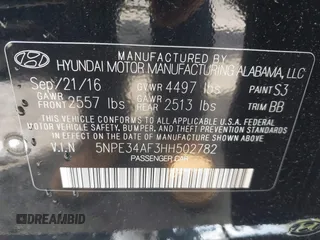 MANUFACTURED BY
HYUNDAI MOTOR MANUFACTURING ALABAMA, LLC
Sep/21/16 GVWR 4497 lbs PAINT S3
GAWR FRONT 2557 lbs GAWR REAR 2513 lbs TRIM BB
THIS VEHICLE CONFORMS TO ALL APPLICABLE U.S.A. FEDERAL
MOTOR VEHICLE SAFETY, BUMPER, AND THEFT PREVENTION
STANDARDS IN EFFECT ON THE DATE OF MANUFACTURE SHOWN ABOVE.
V.I.N 5NPE34AF3HH502782
PASSENGER CAR
DREAMBID